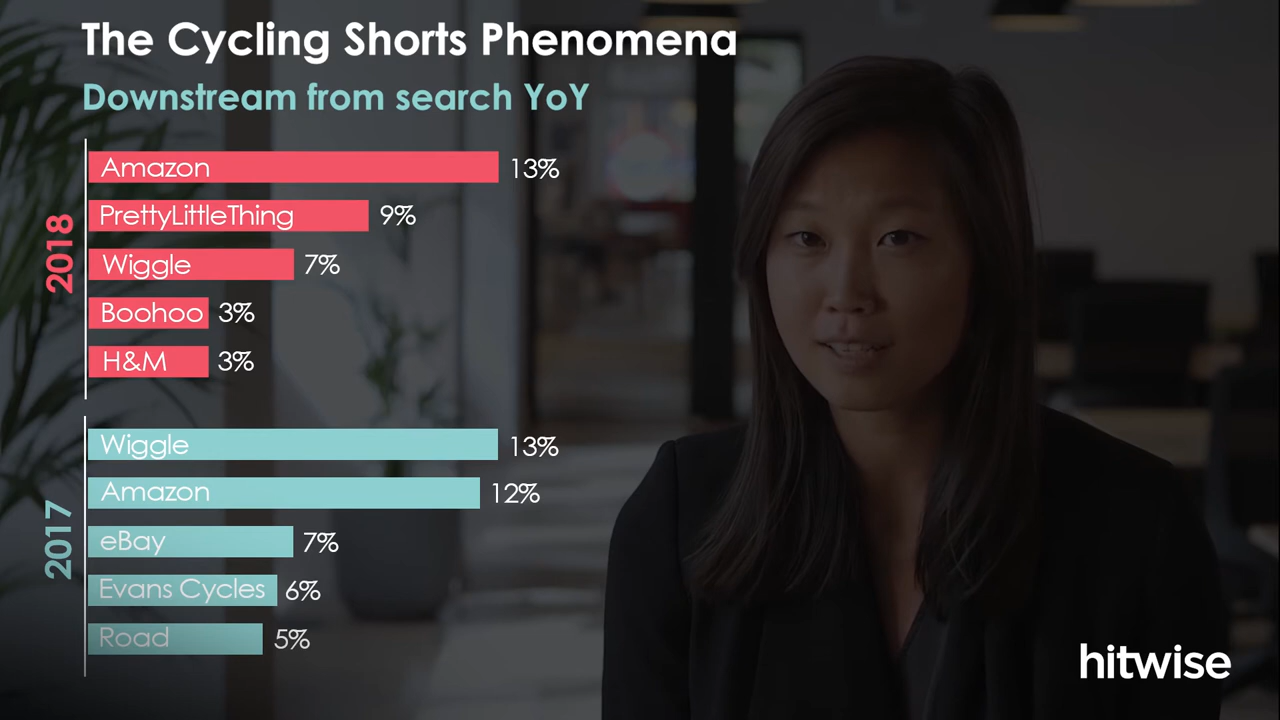 The Cycling Shorts Phenomena
Downstream from search YoY
2018
Amazon 13%
PrettyLittleThing 9%
Wiggle 7%
Boohoo 3%
H&M 3%
2017
Wiggle 13%
Amazon 12%
eBay 7%
Evans Cycles 6%
Road 5%
hitwise